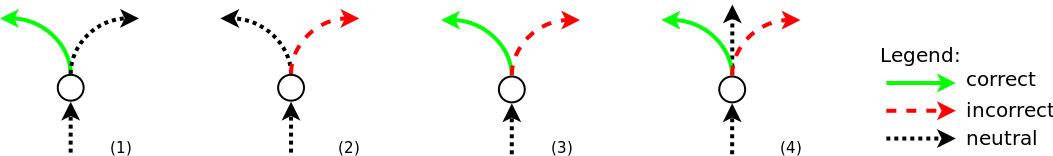 (1)
(2)
(3)
(4)
Legend:
correct
incorrect
neutral